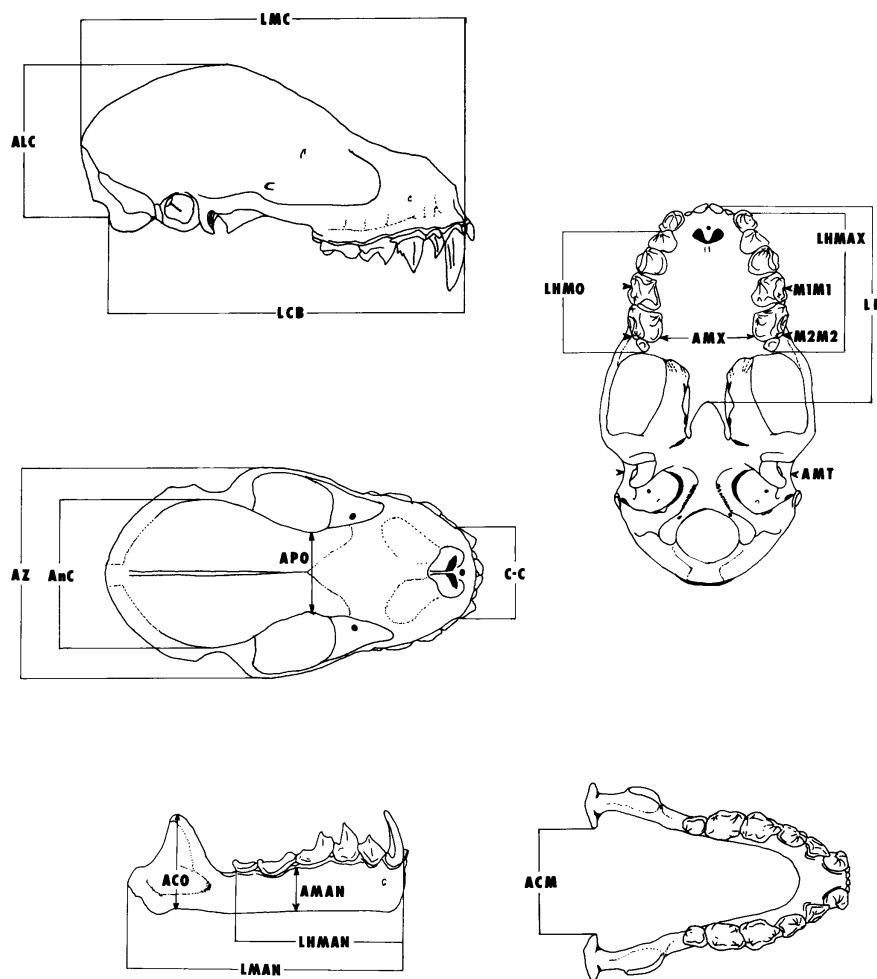 LMC
ALC
LCB
LHMAX
LHMO
M1M1
AMX
M2M2
AMT
APO
AZ
AnC
C-C
ACO
AMAN
LHMAN
LMAN
ACM